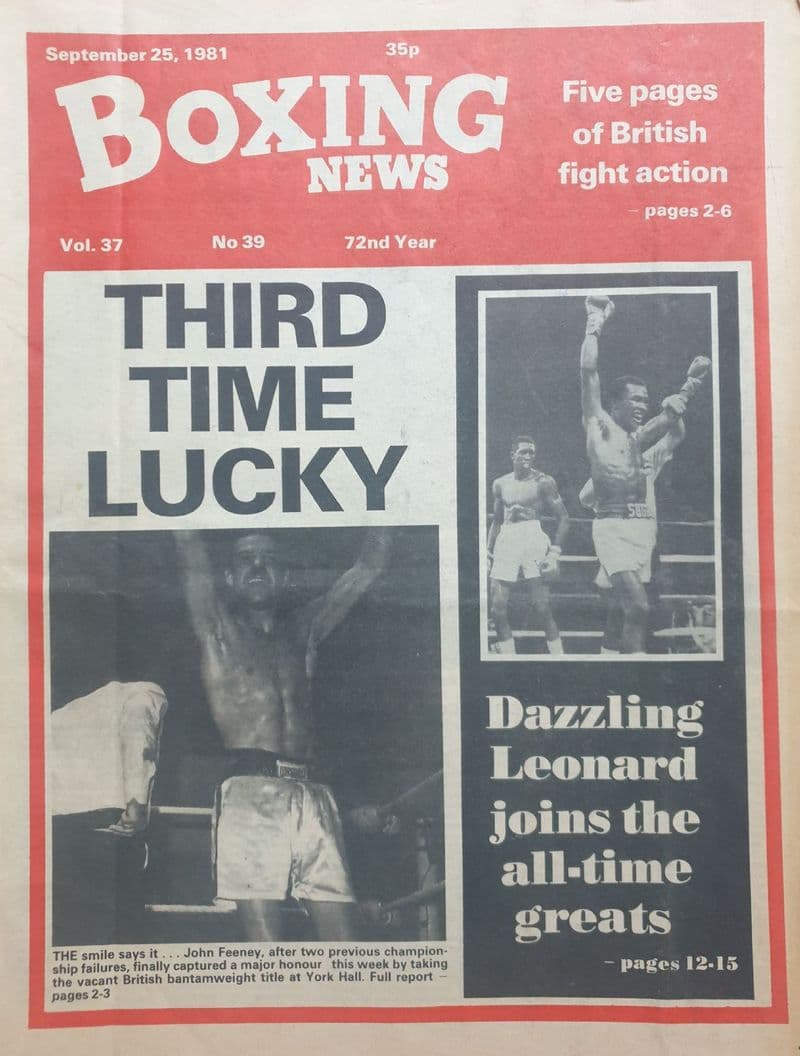 September 25, 1981
35p
BOXING
NEWS
Five pages
of British
fight action
– pages 2-6
Vol. 37
No 39
72nd Year
THIRD
TIME
LUCKY
THE smile says it . . . John Feeney, after two previous champion-
ship failures, finally captured a major honour this week by taking
the vacant British bantamweight title at York Hall. Full report –
pages 2-3
Dazzling
Leonard
joins the
all-time
greats
– pages 12-15